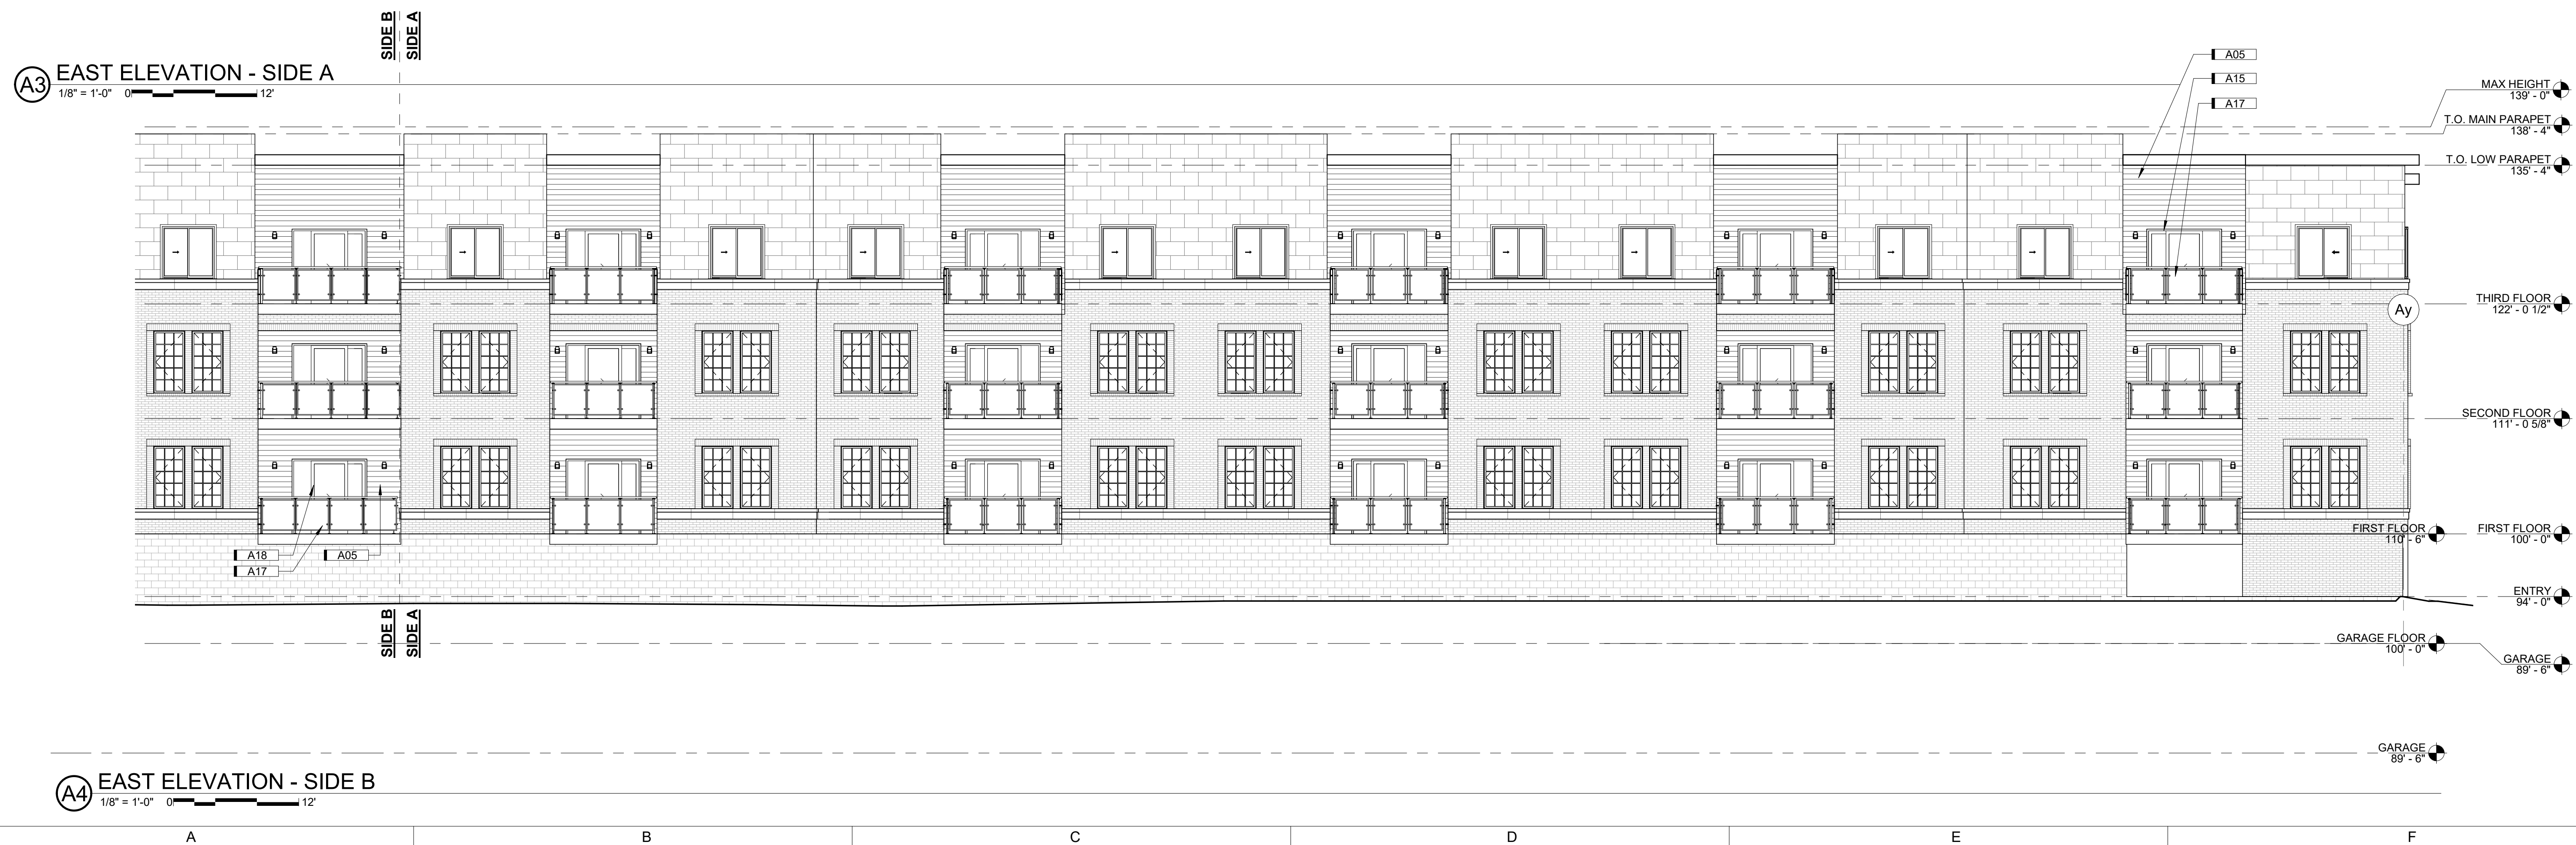 SIDE B
SIDE A
A3
EAST ELEVATION - SIDE A
1/8" = 1'-0"
0
12'
A05
A15
A17
MAX HEIGHT
139' - 0"
T.O. MAIN PARAPET
138' - 4"
T.O. LOW PARAPET
135' - 4"
THIRD FLOOR
122' - 0 1/2"
Ay
SECOND FLOOR
111' - 0 5/8"
FIRST FLOOR
110' - 6"
FIRST FLOOR
100' - 0"
A18
A05
A17
ENTRY
94' - 0"
SIDE B
SIDE A
GARAGE FLOOR
100' - 0"
GARAGE
89' - 6"
GARAGE
89' - 6"
A4
EAST ELEVATION - SIDE B
1/8" = 1'-0"
0
12'
A
B
C
D
E
F